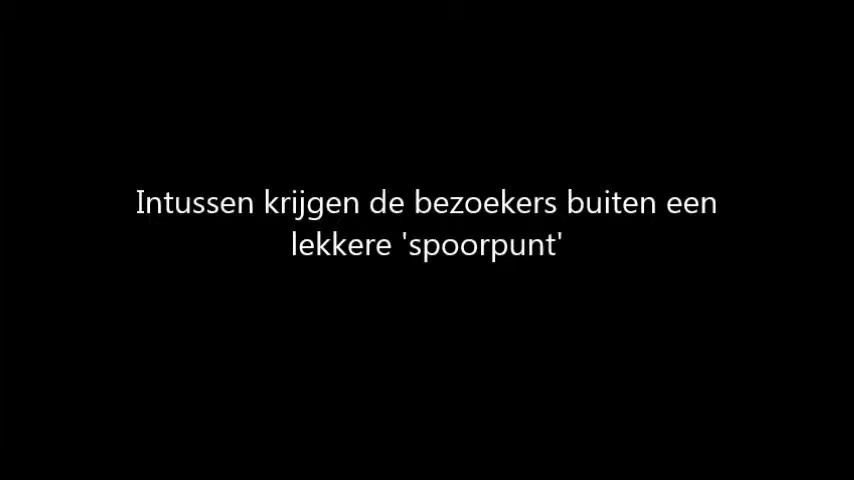 Intussen krijgen de bezoekers buiten een
lekkere 'spoorpunt'